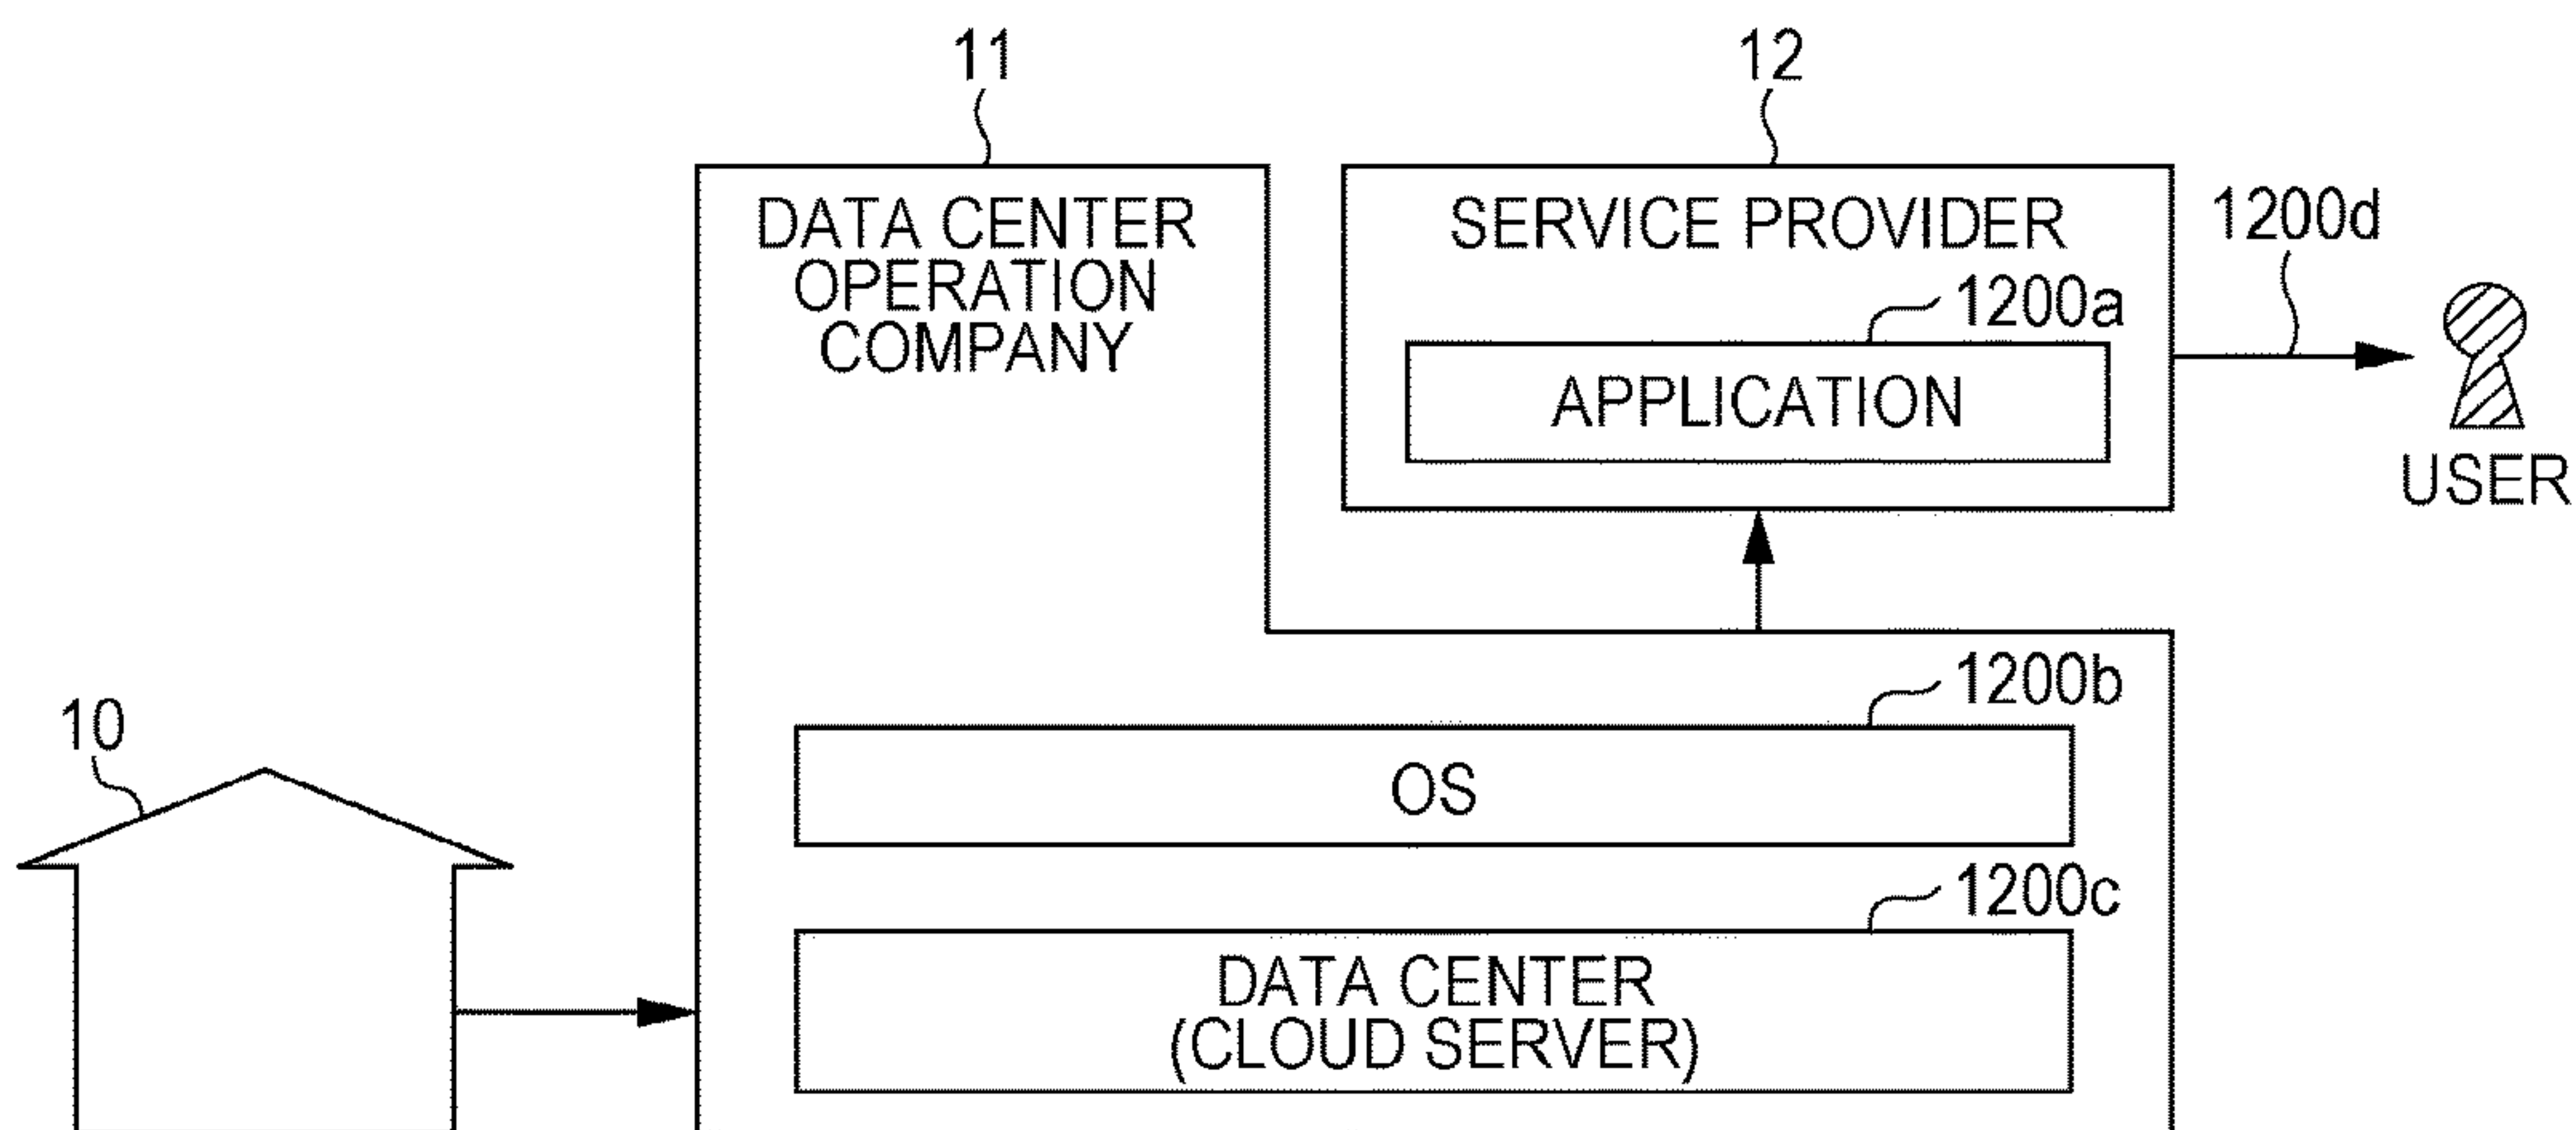 11
12
DATA CENTER
OPERATION
COMPANY
SERVICE PROVIDER
1200d
1200a
APPLICATION
USER
1200b
10
OS
1200c
DATA CENTER
(CLOUD SERVER)